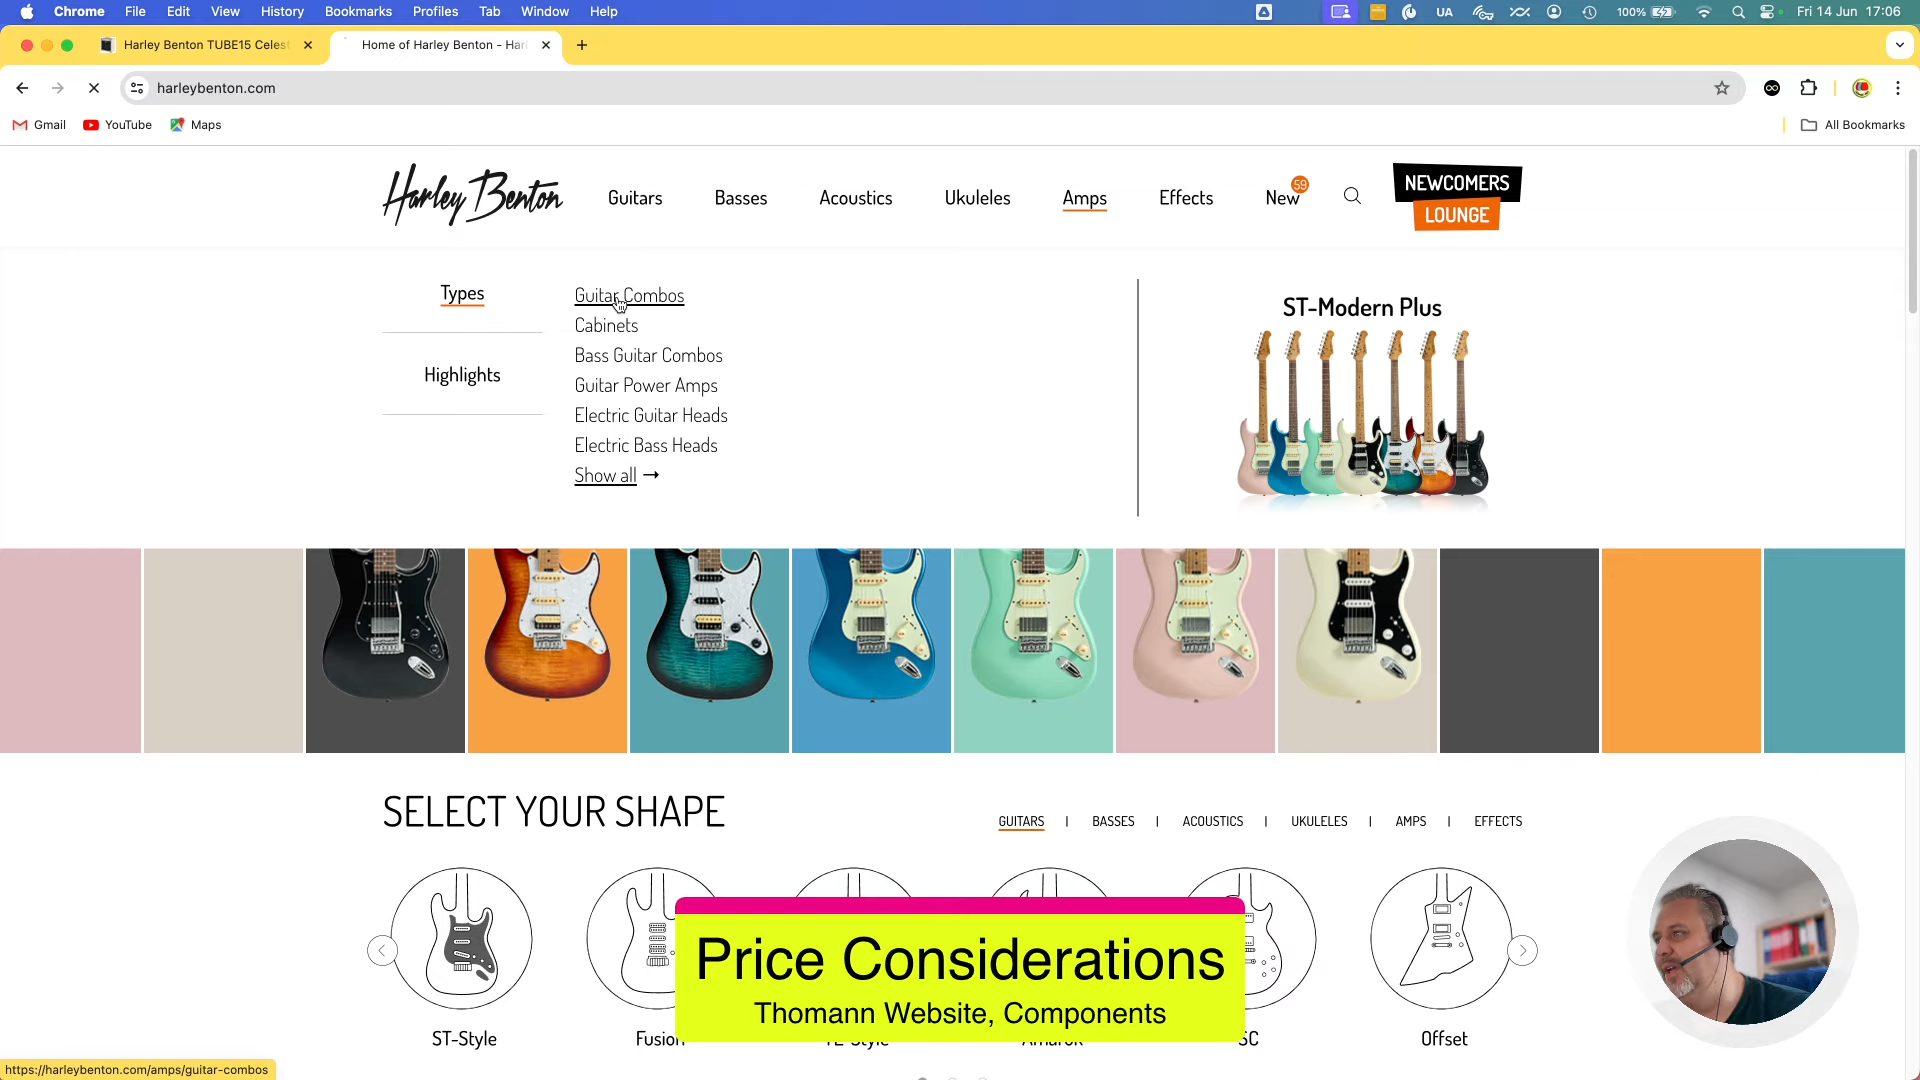 Chrome File Edit View History Bookmarks Profiles Tab Window Help UA 100% Fri 14 Jun 17:06
Harley Benton TUBE15 Celest Home of Harley Benton - Har
harleybenton.com
Gmail YouTube Maps All Bookmarks
Harley Benton Guitars Basses Acoustics Ukuleles Amps Effects New 59 NEWCOMERS
LOUNGE
Types
Highlights
Guitar Combos
Cabinets
Bass Guitar Combos
Guitar Power Amps
Electric Guitar Heads
Electric Bass Heads
Show all →
ST-Modern Plus
SELECT YOUR SHAPE
GUITARS | BASSES | ACOUSTICS | UKULELES | AMPS | EFFECTS
ST-Style Fusion SC Offset
Price Considerations
Thomann Website, Components
https://harleybenton.com/amps/guitar-combos